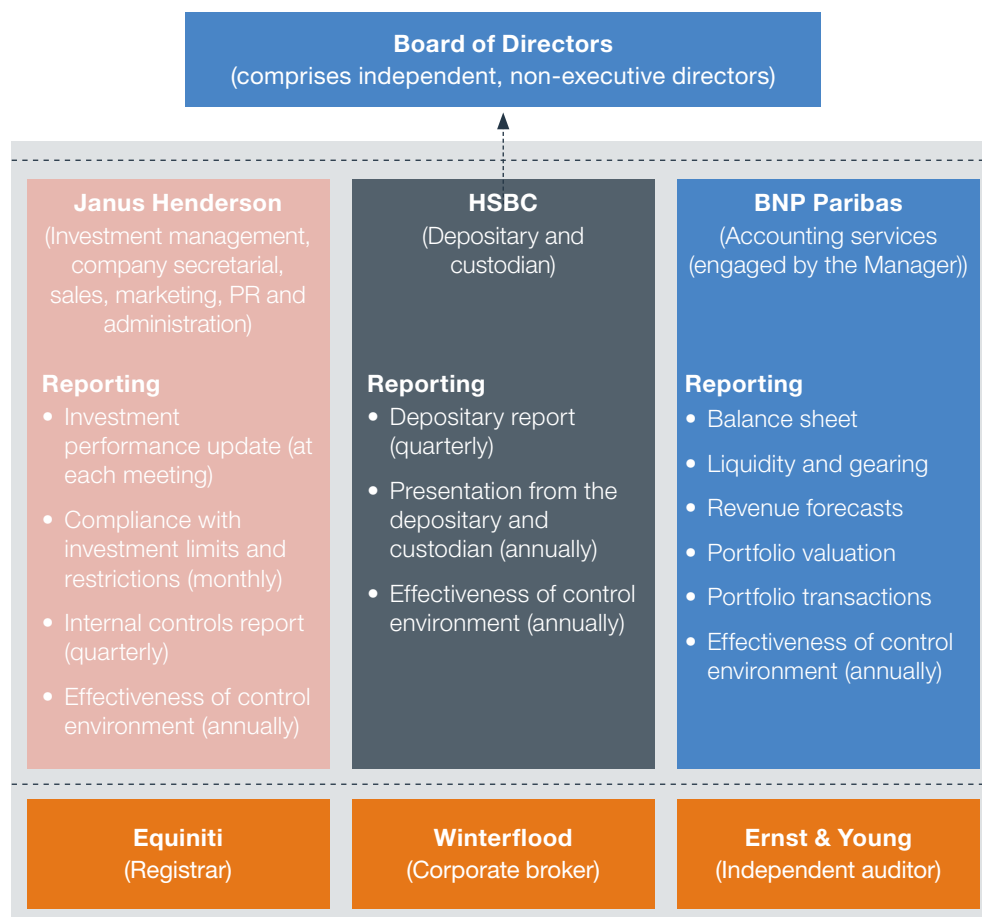 Board of Directors
(comprises independent, non-executive directors)
Janus Henderson
(Investment management,
company secretarial,
sales, marketing, PR and
administration)
Reporting
• Investment
performance update (at
each meeting)
• Compliance with
investment limits and
restrictions (monthly)
• Internal controls report
(quarterly)
• Effectiveness of control
environment (annually)
HSBC
(Depositary and
custodian)
Reporting
• Depositary report
(quarterly)
• Presentation from the
depositary and
custodian (annually)
• Effectiveness of control
environment (annually)
BNP Paribas
(Accounting services
(engaged by the Manager))
Reporting
• Balance sheet
• Liquidity and gearing
• Revenue forecasts
• Portfolio valuation
• Portfolio transactions
• Effectiveness of control
environment (annually)
Equiniti
(Registrar)
Winterflood
(Corporate broker)
Ernst & Young
(Independent auditor)